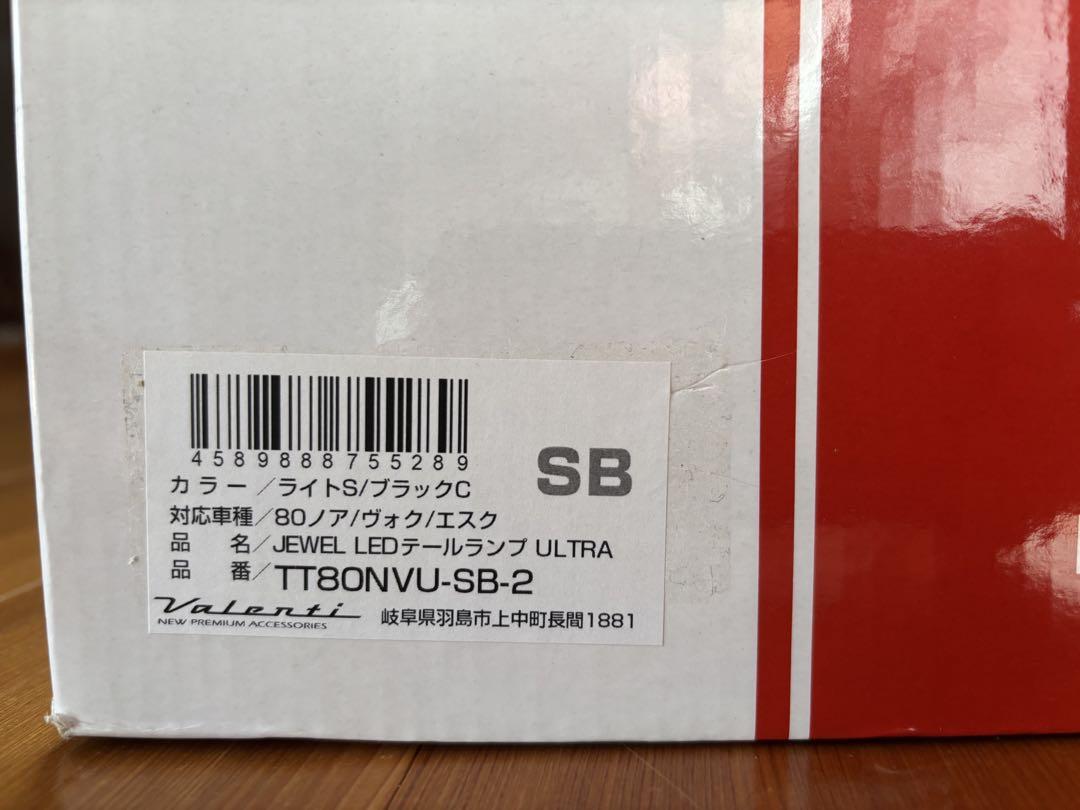 4589888755289
SB
カラー/ライトS/ブラックC
対応車種/80ノア/ヴォク/エスク
品 名/JEWEL LEDテールランプ ULTRA
品 番/TT80NVU-SB-2
Valenti
NEW PREMIUM ACCESSORIES
岐阜県羽島市上中町長間1881